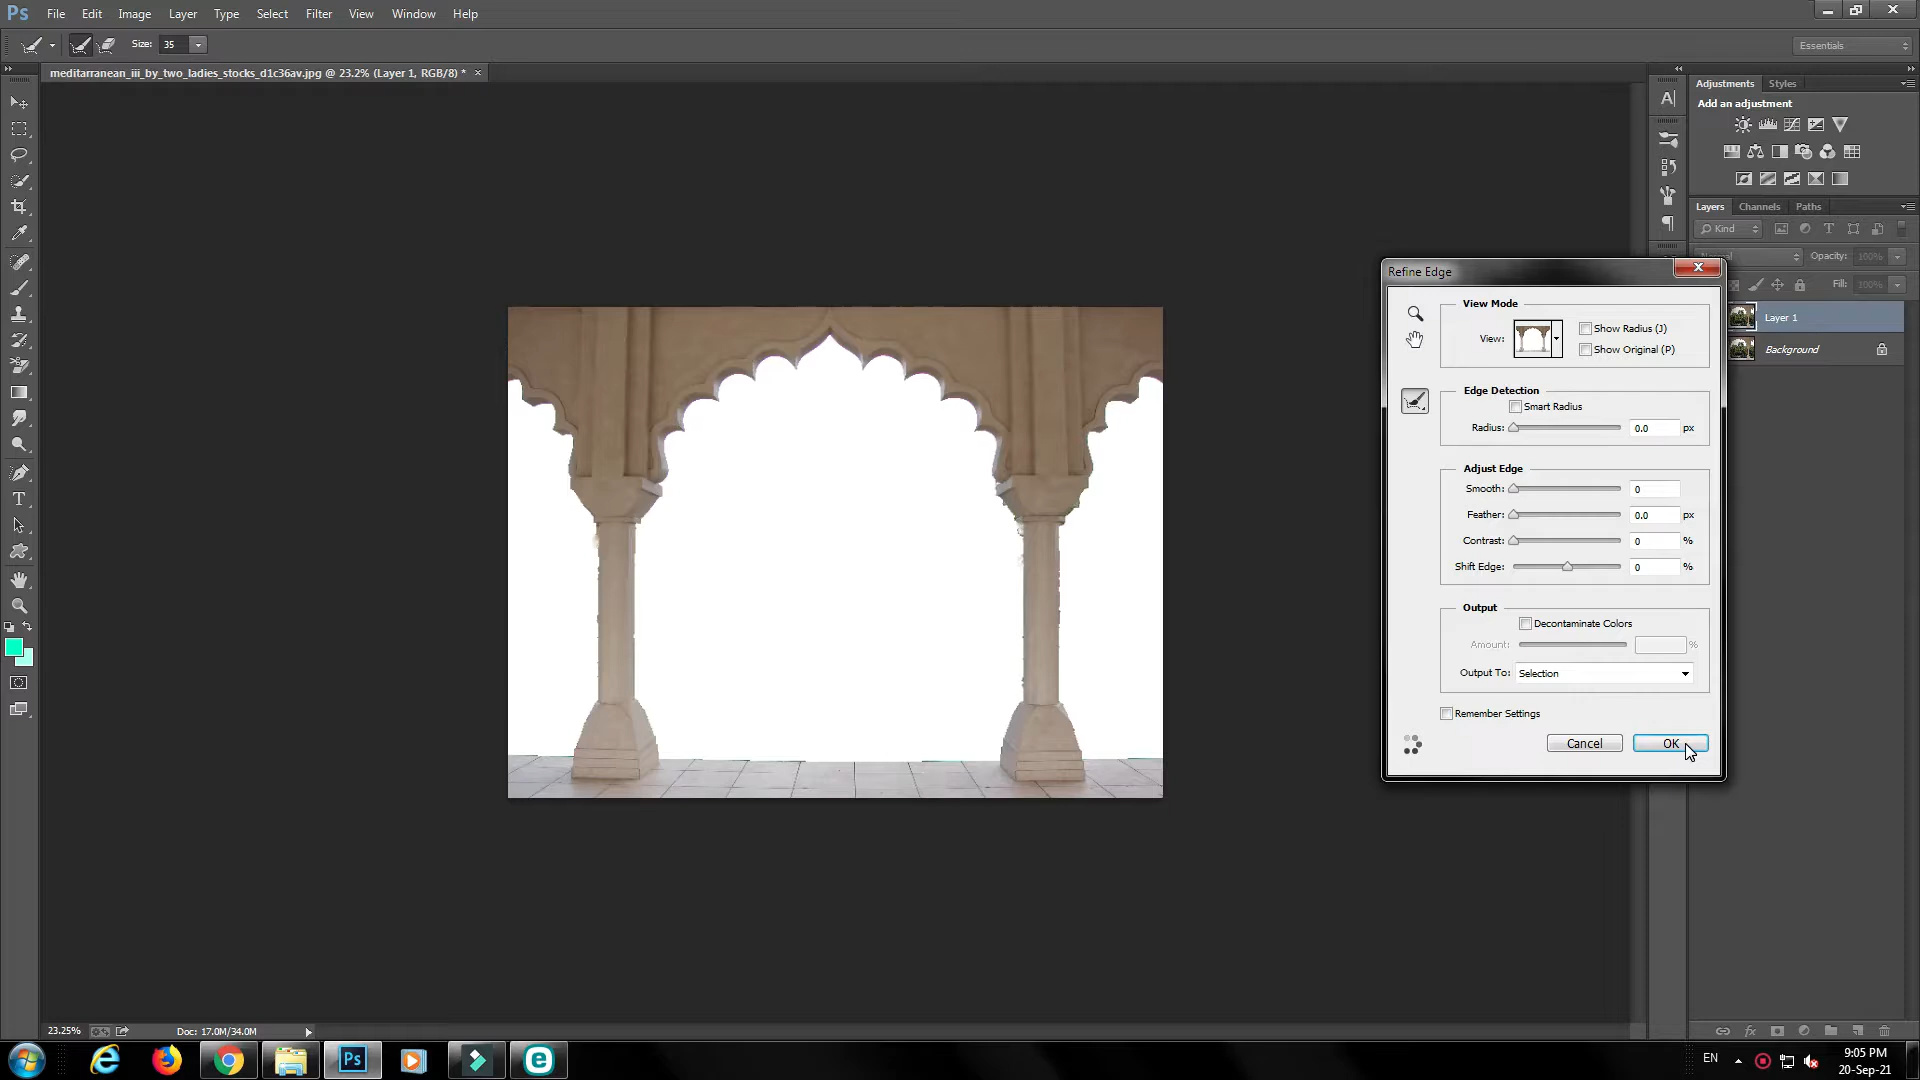 Ps File Edit Image Layer Type Select Filter View Window Help
Size: 35 Essentials
meditarranean_iii_by_two_ladies_stocks_d1c36av.jpg @ 23.2% (Layer 1, RGB/8) *
Adjustments Styles
Add an adjustment
Layers Channels Paths
Kind
Opacity: 100%
Fill: 100%
Layer 1
Background
Refine Edge
View Mode
View:
Show Radius (J)
Show Original (P)
Edge Detection
Smart Radius
Radius: 0.0 px
Adjust Edge
Smooth: 0
Feather: 0.0 px
Contrast: 0 %
Shift Edge: 0 %
Output
Decontaminate Colors
Amount: %
Output To: Selection
Remember Settings
Cancel OK
23.25% Doc: 17.0M/34.0M
Ps
EN
9:05 PM
20-Sep-21